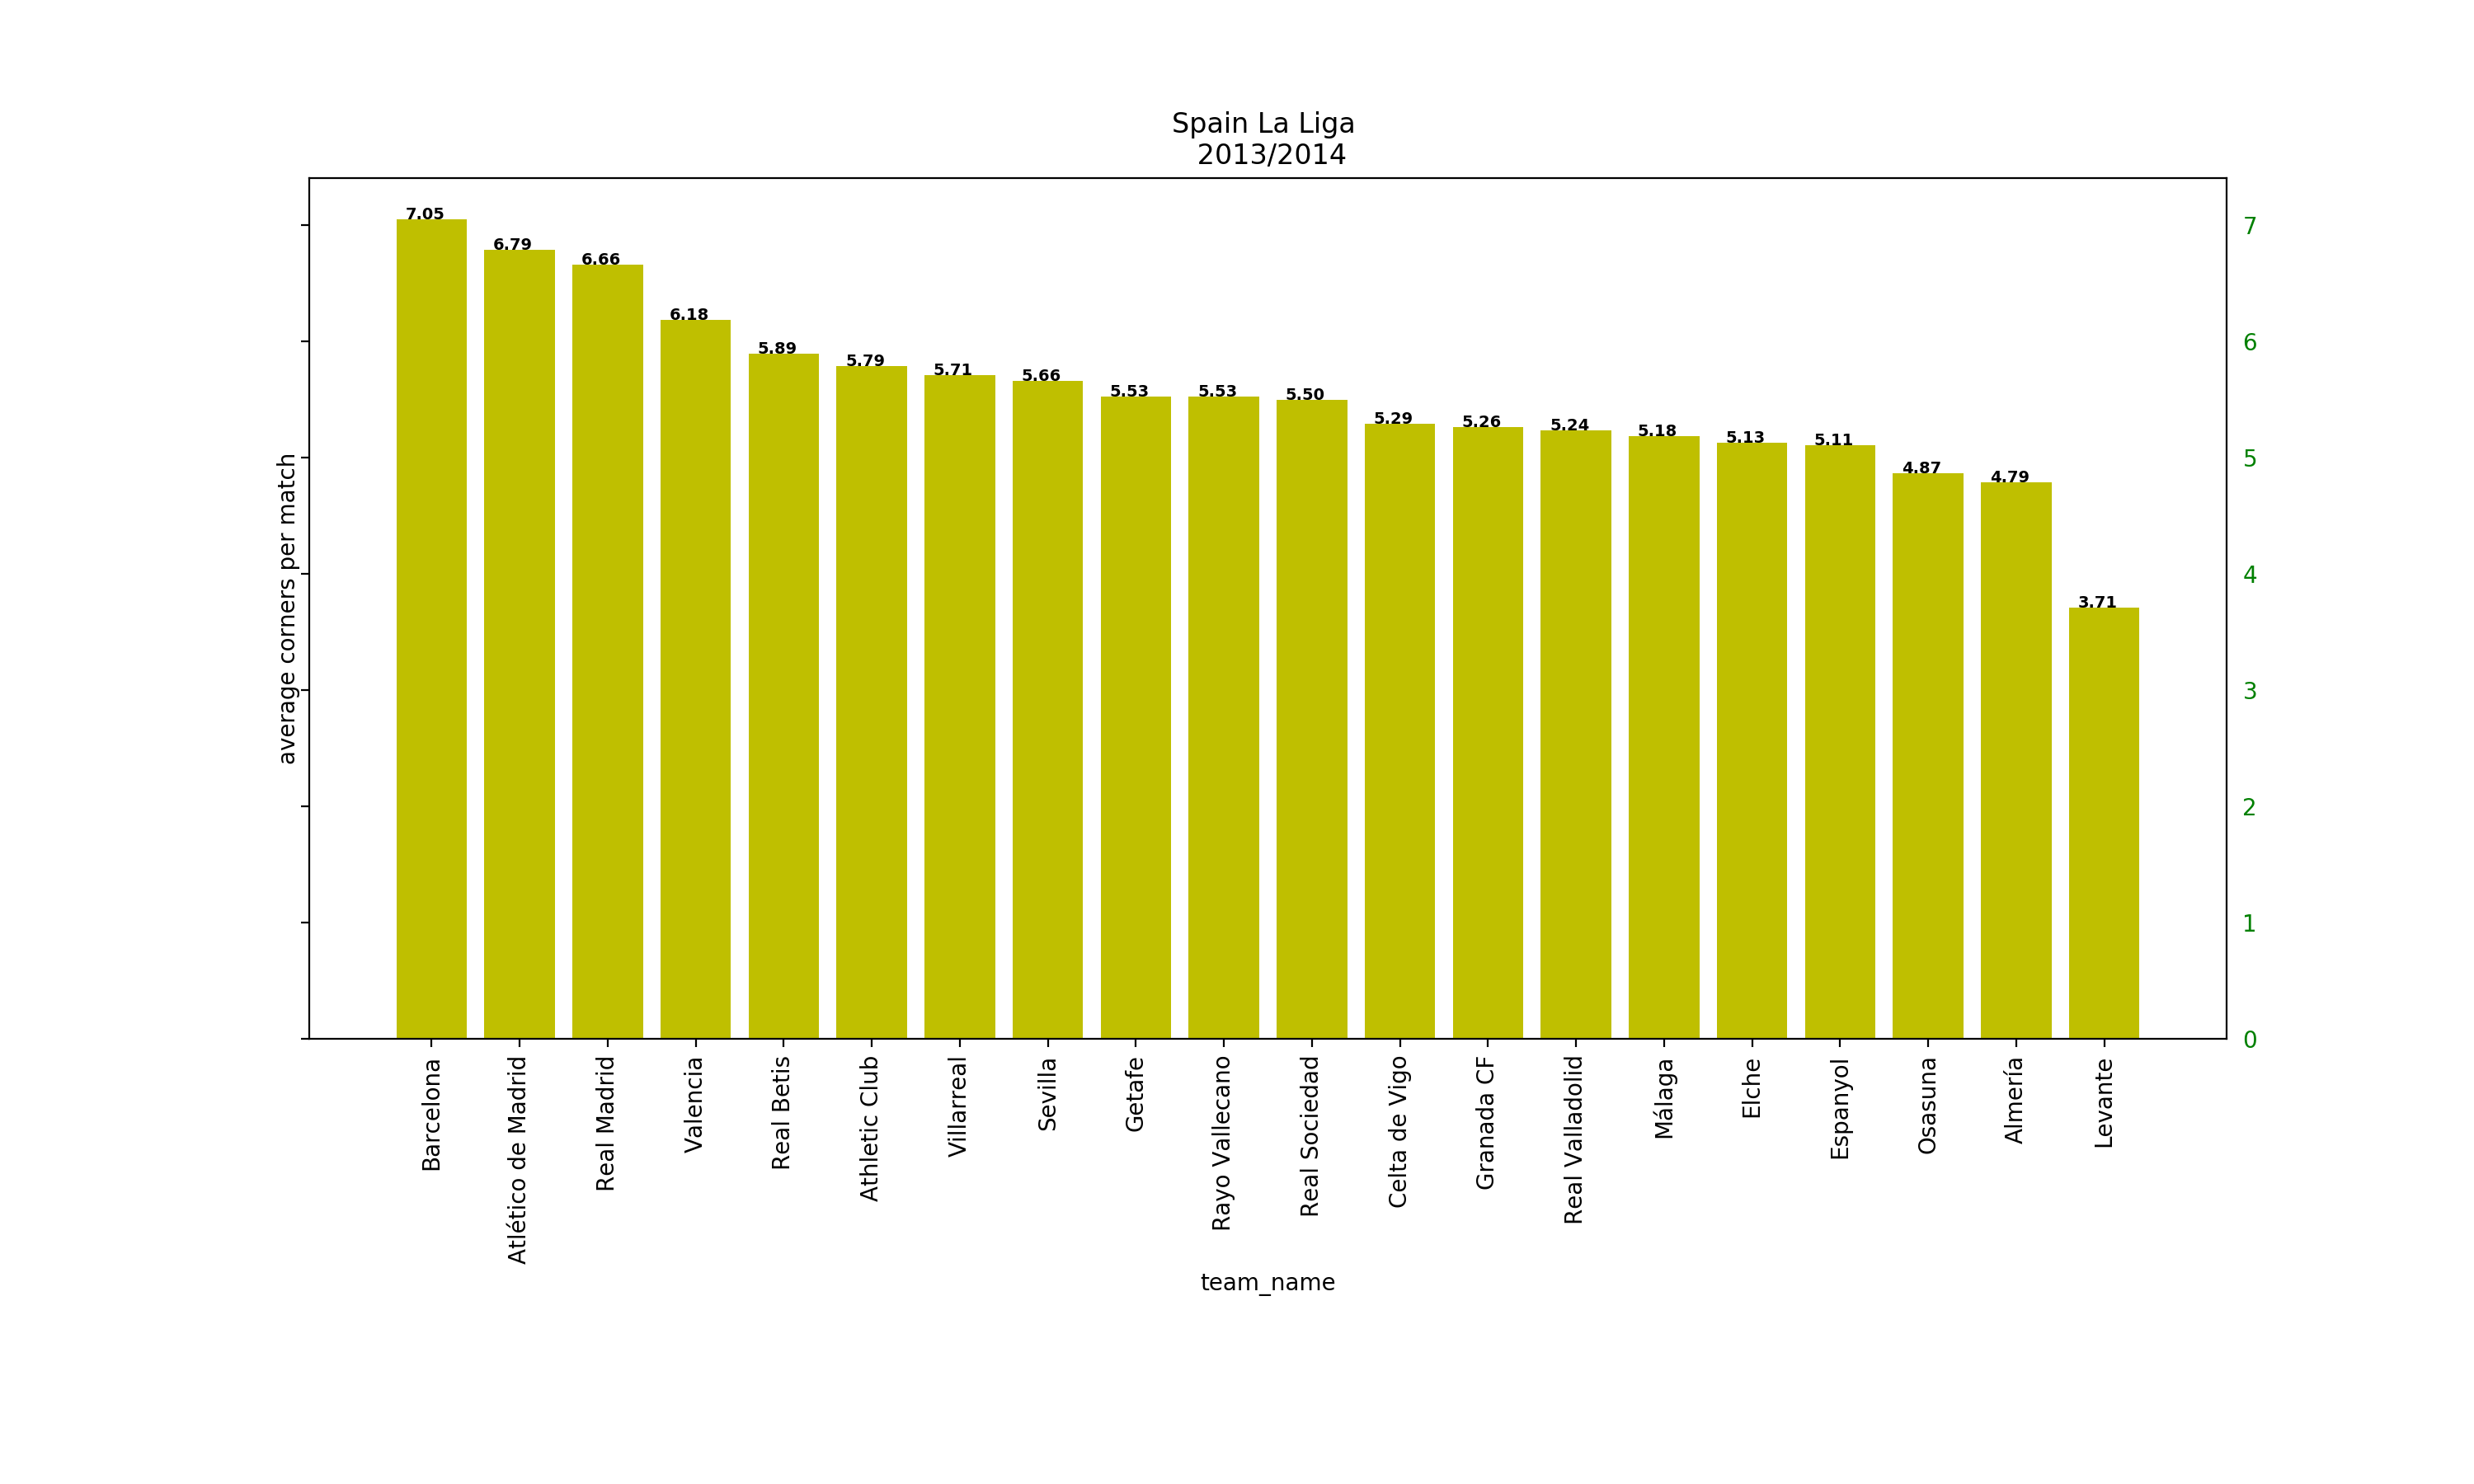 Spain La Liga
2013/2014
average corners per match
7.05
6.79
6.66
6.18
5.89
5.79
5.71
5.66
5.53
5.53
5.50
5.29
5.26
5.24
5.18
5.13
5.11
4.87
4.79
3.71
7
6
5
4
3
2
1
0
Barcelona
Atlético de Madrid
Real Madrid
Valencia
Real Betis
Athletic Club
Villarreal
Sevilla
Getafe
Rayo Vallecano
Real Sociedad
Celta de Vigo
Granada CF
Real Valladolid
Málaga
Elche
Espanyol
Osasuna
Almería
Levante
team_name